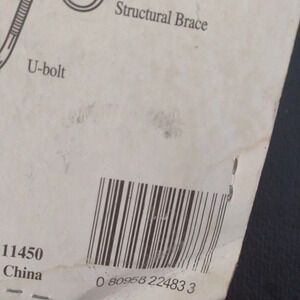 Structural Brace
U-bolt
11450
China
0 80958 22483 3